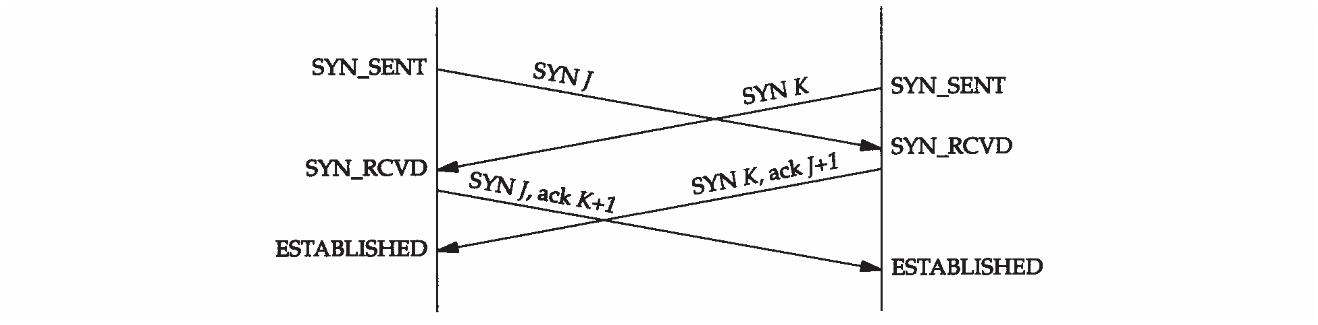 SYN_SENT
SYN J
SYN K
SYN_SENT
SYN_RCVD
SYN_RCVD
SYN J, ack K+1
SYN K, ack J+1
ESTABLISHED
ESTABLISHED